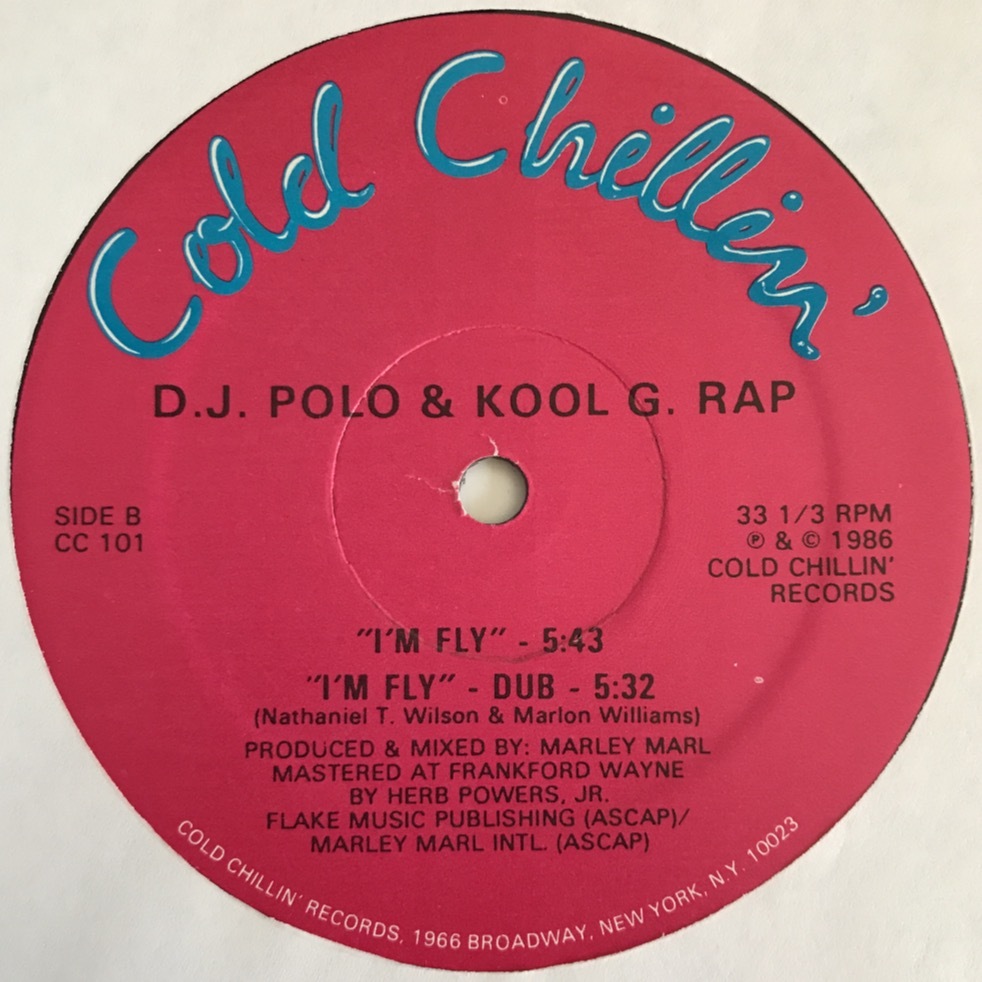 Cold Chillin'
D.J. POLO & KOOL G. RAP
SIDE B
CC 101
33 1/3 RPM
℗ & © 1986
COLD CHILLIN'
RECORDS
"I'M FLY" - 5:43
"I'M FLY" - DUB - 5:32
(Nathaniel T. Wilson & Marlon Williams)
PRODUCED & MIXED BY: MARLEY MARL
MASTERED AT FRANKFORD WAYNE
BY HERB POWERS, JR.
FLAKE MUSIC PUBLISHING (ASCAP)/
MARLEY MARL INTL. (ASCAP)
COLD CHILLIN' RECORDS, 1966 BROADWAY, NEW YORK, N.Y. 10023